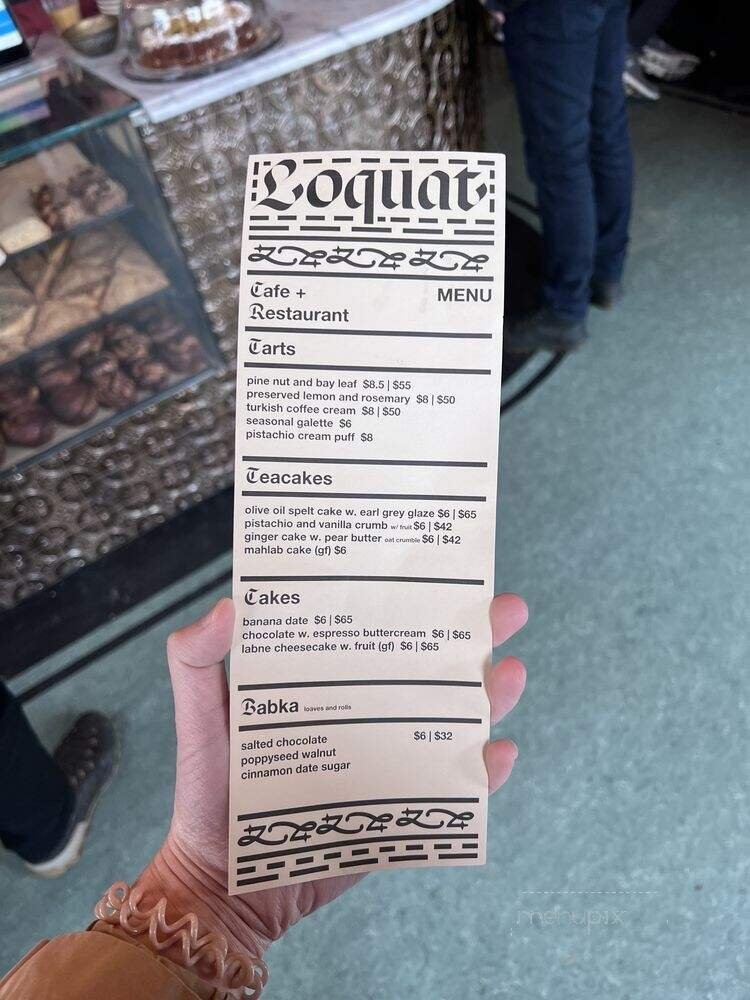 Loquat
Cafe +
Restaurant
MENU
Tarts
pine nut and bay leaf $8.5 | $55
preserved lemon and rosemary $8 | $50
turkish coffee cream $8 | $50
seasonal galette $6
pistachio cream puff $8
Teacakes
olive oil spelt cake w. earl grey glaze $6 | $65
pistachio and vanilla crumb w/ fruit $6 | $42
ginger cake w. pear butter oat crumble $6 | $42
mahlab cake (gf) $6
Cakes
banana date $6 | $65
chocolate w. espresso buttercream $6 | $65
labne cheesecake w. fruit (gf) $6 | $65
Babka loaves and rolls
salted chocolate $6 | $32
poppyseed walnut
cinnamon date sugar
menupix